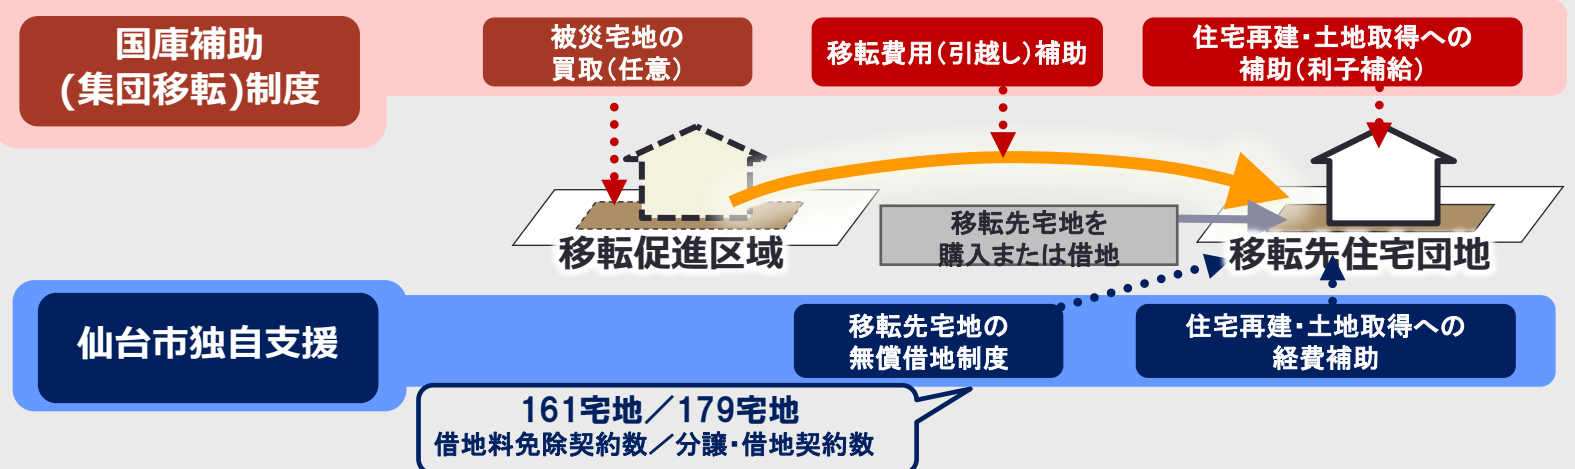 国庫補助
(集団移転)制度
被災宅地の
買取(任意)
移転費用(引越し)補助
住宅再建・土地取得への
補助(利子補給)
移転促進区域
移転先宅地を
購入または借地
移転先住宅団地
仙台市独自支援
移転先宅地の
無償借地制度
住宅再建・土地取得への
経費補助
161宅地／179宅地
借地料免除契約数／分譲・借地契約数